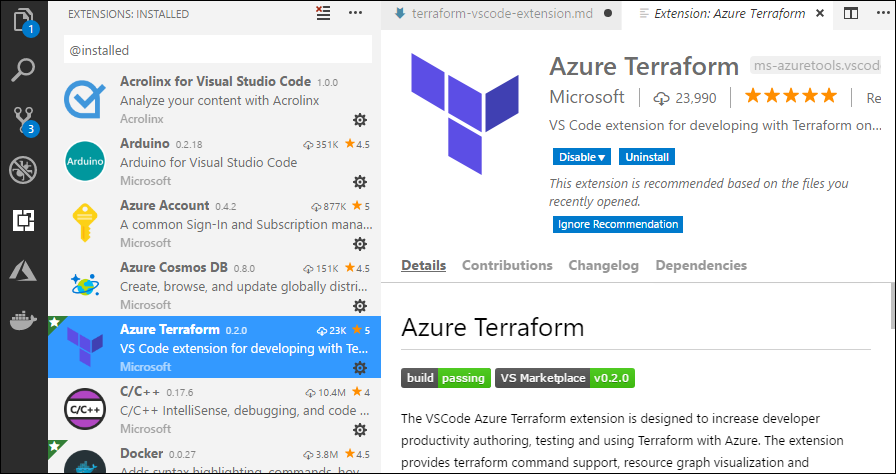 EXTENSIONS: INSTALLED
@installed
Acrolinx for Visual Studio Code 1.0.0
Analyze your content with Acrolinx
Acrolinx
Arduino 0.2.18 351K 4.5
Arduino for Visual Studio Code
Microsoft
Azure Account 0.4.2 877K 5
A common Sign-In and Subscription mana...
Microsoft
Azure Cosmos DB 0.8.0 151K 4.5
Create, browse, and update globally distri...
Microsoft
Azure Terraform 0.2.0 23K 5
VS Code extension for developing with Te...
Microsoft
C/C++ 0.17.6 10.4M 4
C/C++ IntelliSense, debugging, and code ...
Microsoft
Docker 0.0.27 3.8M 4.5
Adds syntax highlighting, commands, hov...
1
3
Arduino
C/C++
terraform-vscode-extension.md
Extension: Azure Terraform
...
Azure Terraform ms-azuretools.vscod
Microsoft 23,990 Re
VS Code extension for developing with Terraform on...
Disable Uninstall
This extension is recommended based on the files you
recently opened.
Ignore Recommendation
Details Contributions Changelog Dependencies
Azure Terraform
build passing VS Marketplace v0.2.0
The VSCode Azure Terraform extension is designed to increase developer
productivity authoring, testing and using Terraform with Azure. The extension
provides terraform command support, resource graph visualization and